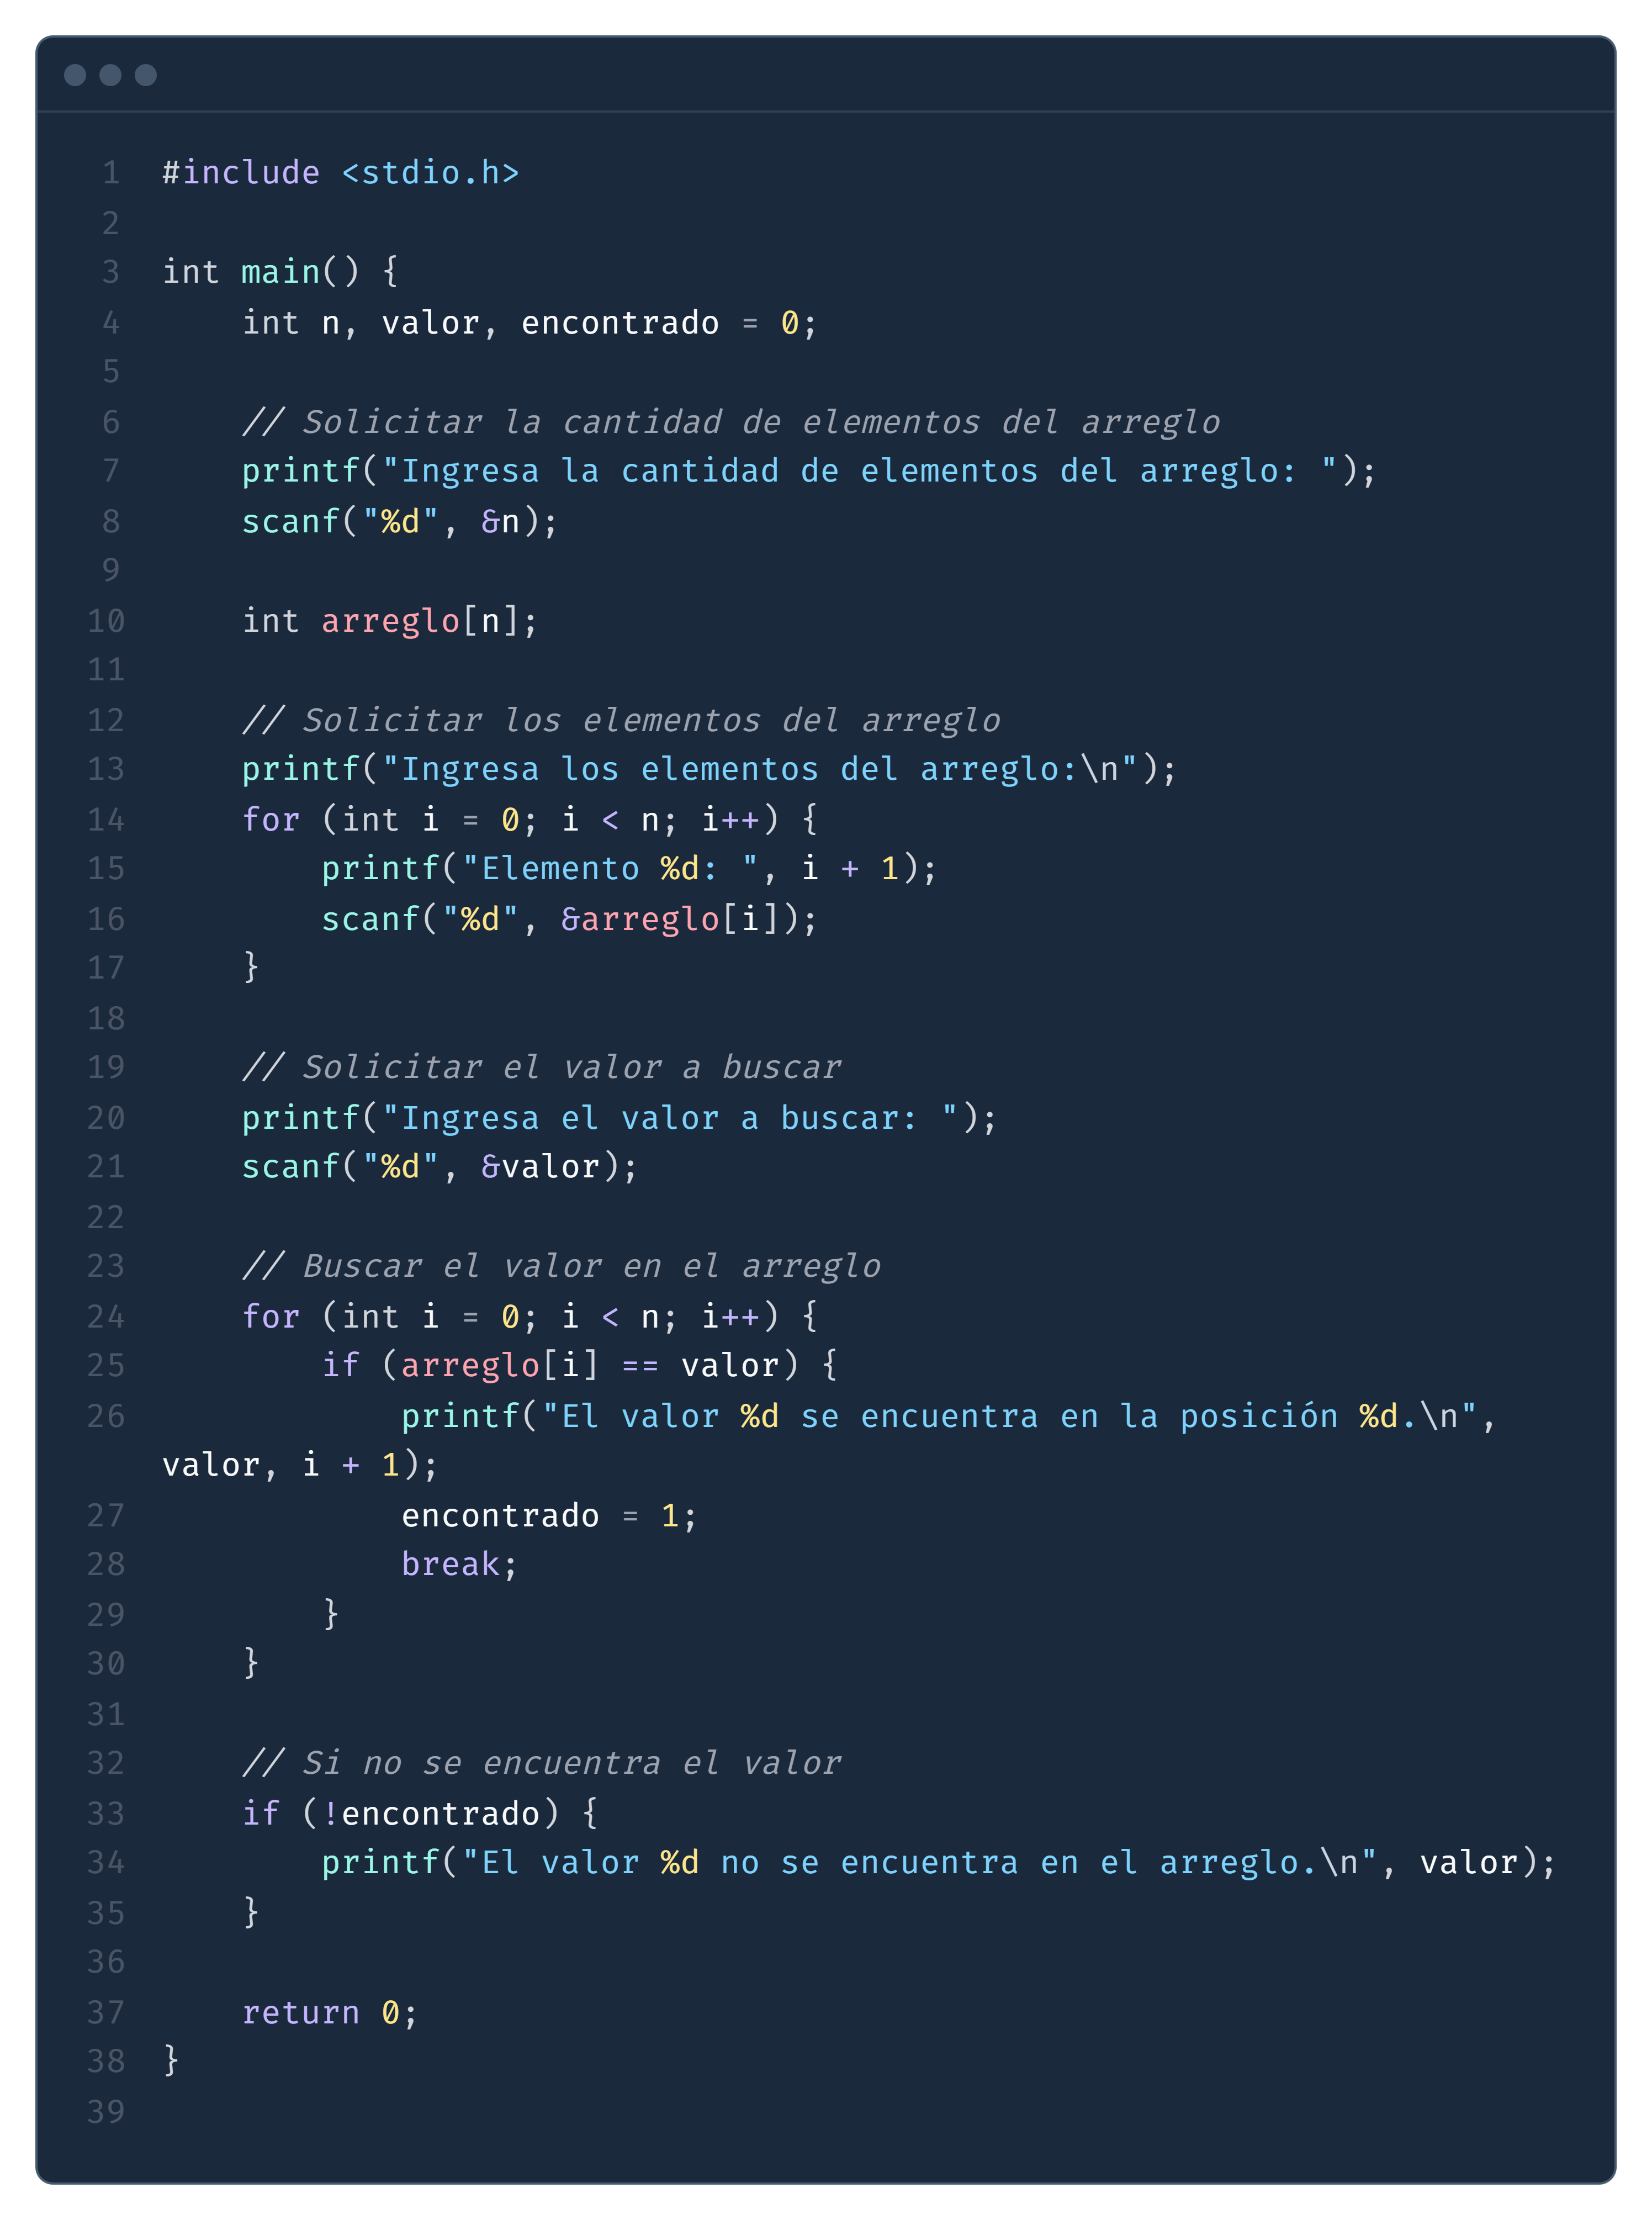 1 #include <stdio.h>
2
3 int main() {
4     int n, valor, encontrado = 0;
5
6     // Solicitar la cantidad de elementos del arreglo
7     printf("Ingresa la cantidad de elementos del arreglo: ");
8     scanf("%d", &n);
9
10     int arreglo[n];
11
12     // Solicitar los elementos del arreglo
13     printf("Ingresa los elementos del arreglo:\n");
14     for (int i = 0; i < n; i++) {
15         printf("Elemento %d: ", i + 1);
16         scanf("%d", &arreglo[i]);
17     }
18
19     // Solicitar el valor a buscar
20     printf("Ingresa el valor a buscar: ");
21     scanf("%d", &valor);
22
23     // Buscar el valor en el arreglo
24     for (int i = 0; i < n; i++) {
25         if (arreglo[i] == valor) {
26             printf("El valor %d se encuentra en la posición %d.\n",
valor, i + 1);
27             encontrado = 1;
28             break;
29         }
30     }
31
32     // Si no se encuentra el valor
33     if (!encontrado) {
34         printf("El valor %d no se encuentra en el arreglo.\n", valor);
35     }
36
37     return 0;
38 }
39